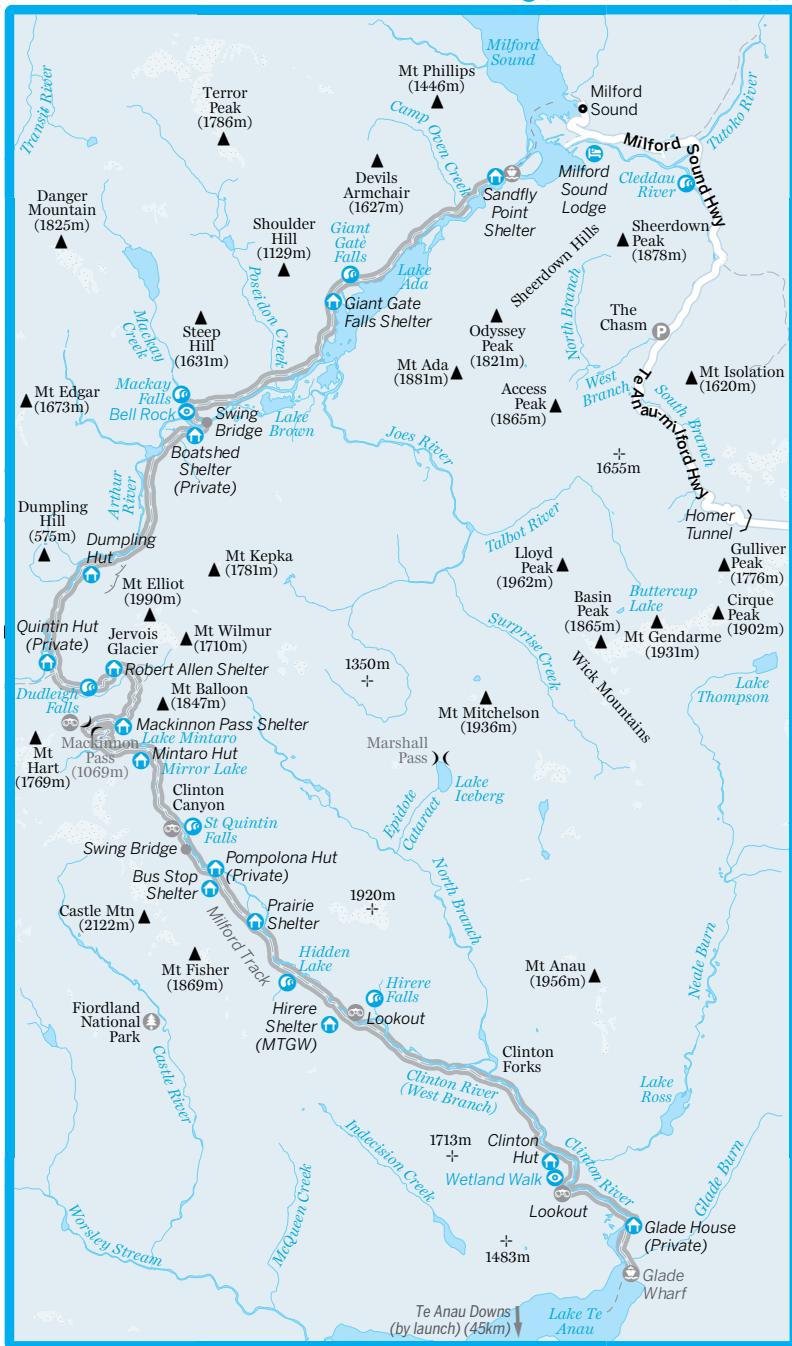 Milford
Sound
Mt Phillips
(1446m)
Milford
Sound
Terror
Peak
(1786m)
Transit River
Camp Oven Creek
Tutoko River
Milford Sound Hwy
Devils
Armchair
(1627m)
Sandfly
Point
Shelter
Milford
Sound
Lodge
Cleddau
River
Danger
Mountain
(1825m)
Shoulder
Hill
(1129m)
Giant
Gate
Falls
Lake
Ada
Sheerdown Hills
Sheerdown
Peak
(1878m)
Giant Gate
Falls Shelter
North Branch
The
Chasm
Mackay
Creek
Poseidon Creek
Steep
Hill
(1631m)
Odyssey
Peak
(1821m)
Mt Ada
(1881m)
West
Branch
Te Anau-milford Hwy
South
Branch
Mt Isolation
(1620m)
Mt Edgar
(1673m)
Mackay
Falls
Bell Rock
Swing
Bridge
Lake
Brown
Access
Peak
(1865m)
Boatshed
Shelter
(Private)
Joes River
1655m
Arthur
River
Dumpling
Hill
(575m)
Dumpling
Hut
Talbot River
Homer
Tunnel
Mt Kepka
(1781m)
Lloyd
Peak
(1962m)
Gulliver
Peak
(1776m)
Mt Elliot
(1990m)
Basin
Peak
(1865m)
Buttercup
Lake
Cirque
Peak
(1902m)
Quintin Hut
(Private)
Jervois
Glacier
Mt Wilmur
(1710m)
Surprise Creek
Mt Gendarme
(1931m)
Robert Allen Shelter
1350m
Wick Mountains
Lake
Thompson
Dudleigh
Falls
Mt Balloon
(1847m)
Mt Mitchelson
(1936m)
Mackinnon Pass Shelter
Mackinnon
Pass
(1069m)
Lake Mintaro
Mintaro Hut
Mirror Lake
Mt
Hart
(1769m)
Marshall
Pass
Lake
Iceberg
Epidote
Cataract
Clinton
Canyon
St Quintin
Falls
Swing Bridge
Pompolona Hut
(Private)
Bus Stop
Shelter
North Branch
Castle Mtn
(2122m)
Prairie
Shelter
1920m
Milford Track
Neale Burn
Mt Fisher
(1869m)
Hidden
Lake
Mt Anau
(1956m)
Hirere
Falls
Fiordland
National
Park
Hirere
Shelter
(MTGW)
Lookout
Castle River
Clinton
Forks
Clinton River
(West Branch)
Lake
Ross
Indecision Creek
1713m
Clinton
Hut
Clinton River
Wetland Walk
Glade Burn
Lookout
McQueen Creek
Worsley Stream
1483m
Glade House
(Private)
Glade
Wharf
Te Anau Downs
(by launch) (45km)
Lake Te
Anau